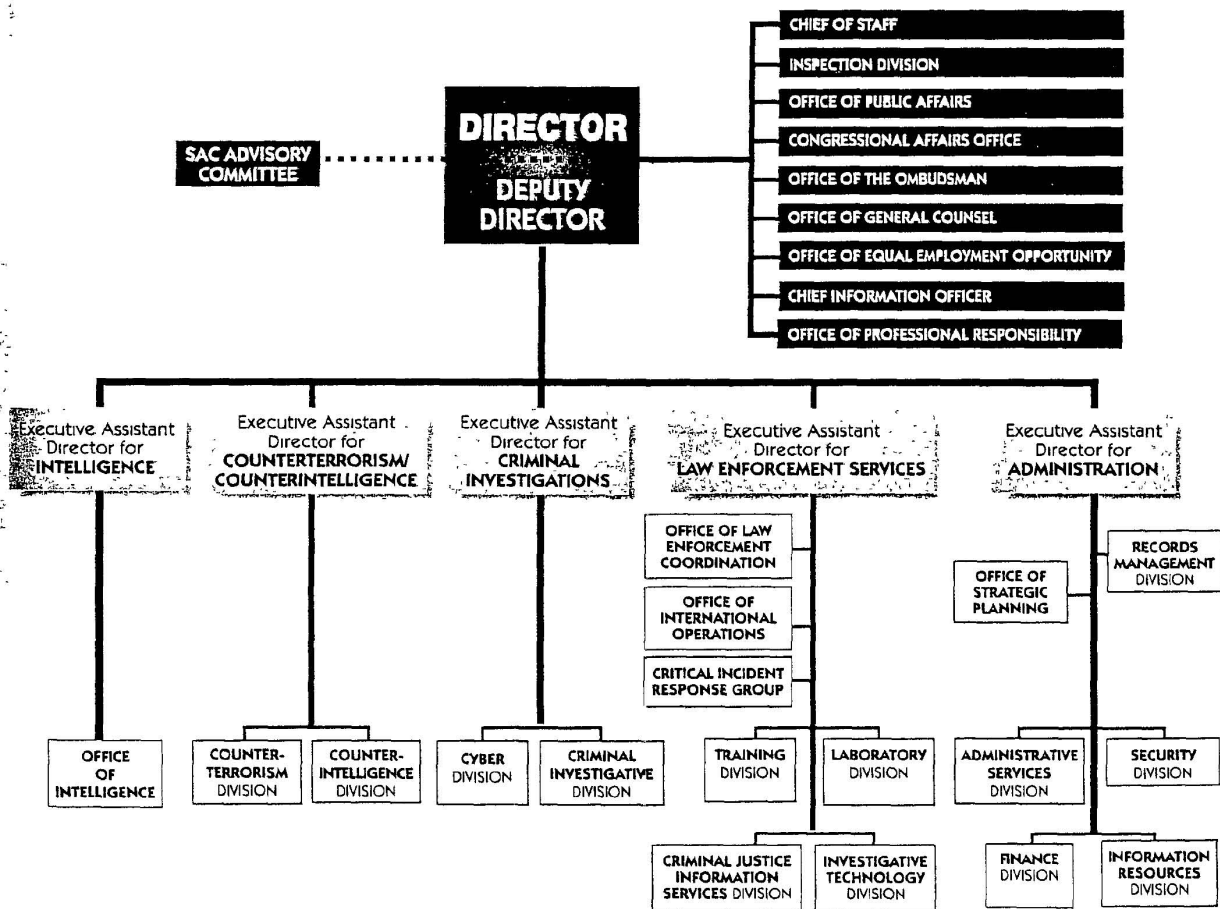 CHIEF OF STAFF
INSPECTION DIVISION
OFFICE OF PUBLIC AFFAIRS
CONGRESSIONAL AFFAIRS OFFICE
OFFICE OF THE OMBUDSMAN
OFFICE OF GENERAL COUNSEL
OFFICE OF EQUAL EMPLOYMENT OPPORTUNITY
CHIEF INFORMATION OFFICER
OFFICE OF PROFESSIONAL RESPONSIBILITY
DIRECTOR
DEPUTY
DIRECTOR
SAC ADVISORY
COMMITTEE
Executive Assistant
Director for
INTELLIGENCE
Executive Assistant
Director for
COUNTERTERRORISM/
COUNTERINTELLIGENCE
Executive Assistant
Director for
CRIMINAL
INVESTIGATIONS
Executive Assistant
Director for
LAW ENFORCEMENT SERVICES
Executive Assistant
Director for
ADMINISTRATION
OFFICE OF LAW
ENFORCEMENT
COORDINATION
OFFICE OF
INTERNATIONAL
OPERATIONS
CRITICAL INCIDENT
RESPONSE GROUP
RECORDS
MANAGEMENT
DIVISION
OFFICE OF
STRATEGIC
PLANNING
OFFICE
OF
INTELLIGENCE
COUNTER-
TERRORISM
DIVISION
COUNTER-
INTELLIGENCE
DIVISION
CYBER
DIVISION
CRIMINAL
INVESTIGATIVE
DIVISION
TRAINING
DIVISION
LABORATORY
DIVISION
ADMINISTRATIVE
SERVICES
DIVISION
SECURITY
DIVISION
CRIMINAL JUSTICE
INFORMATION
SERVICES DIVISION
INVESTIGATIVE
TECHNOLOGY
DIVISION
FINANCE
DIVISION
INFORMATION
RESOURCES
DIVISION